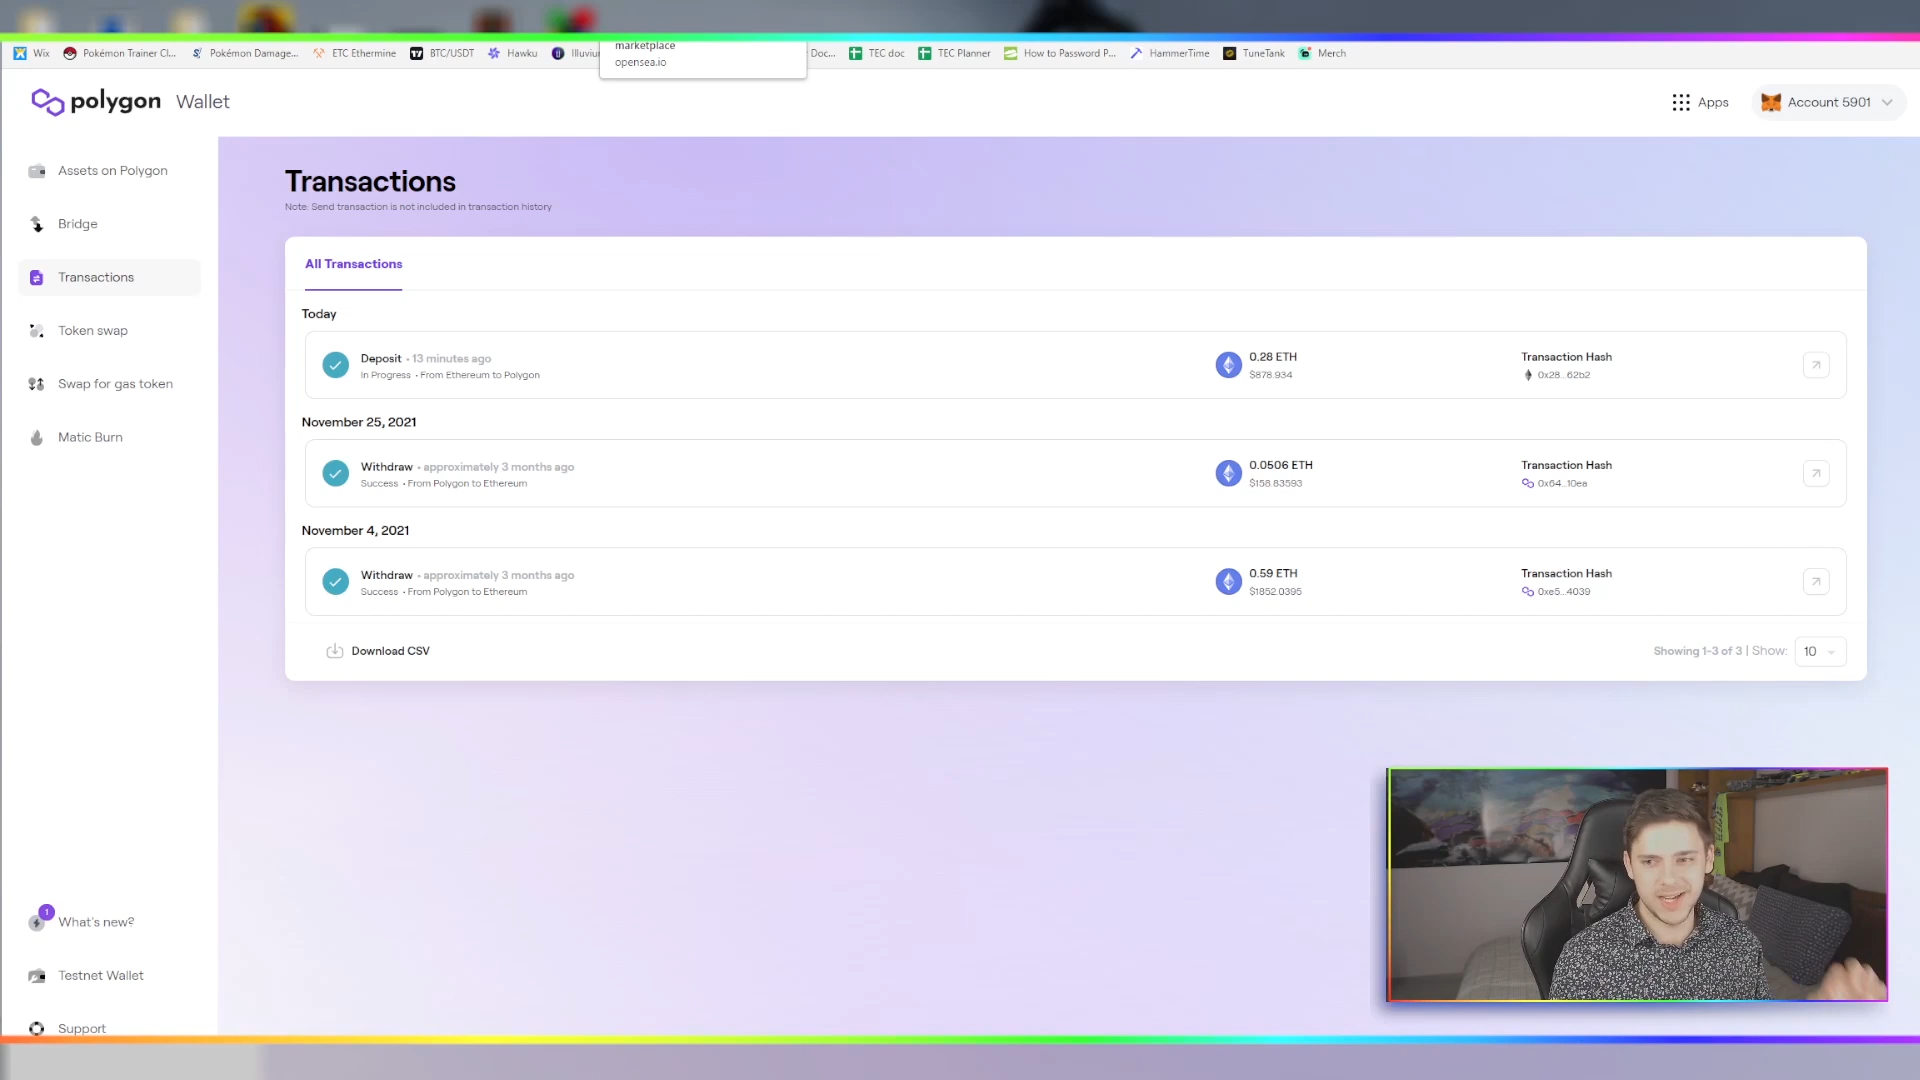 marketplace
opensea.io
Wix
Pokémon Trainer Cl...
Pokémon Damage...
ETC Ethermine
BTC/USDT
Hawku
Illuviu
Doc...
TEC doc
TEC Planner
How to Password P...
HammerTime
TuneTank
Merch
polygon Wallet
Apps
Account 5901
Assets on Polygon
Bridge
Transactions
Token swap
Swap for gas token
Matic Burn
What's new?
1
Testnet Wallet
Support
Transactions
Note: Send transaction is not included in transaction history
All Transactions
Today
Deposit • 13 minutes ago
In Progress • From Ethereum to Polygon
0.28 ETH
$878.934
Transaction Hash
0x28...62b2
November 25, 2021
Withdraw • approximately 3 months ago
Success • From Polygon to Ethereum
0.0506 ETH
$158.83593
Transaction Hash
0x64...10ea
November 4, 2021
Withdraw • approximately 3 months ago
Success • From Polygon to Ethereum
0.59 ETH
$1852.0395
Transaction Hash
0xe5...4039
Download CSV
Showing 1-3 of 3 | Show: 10